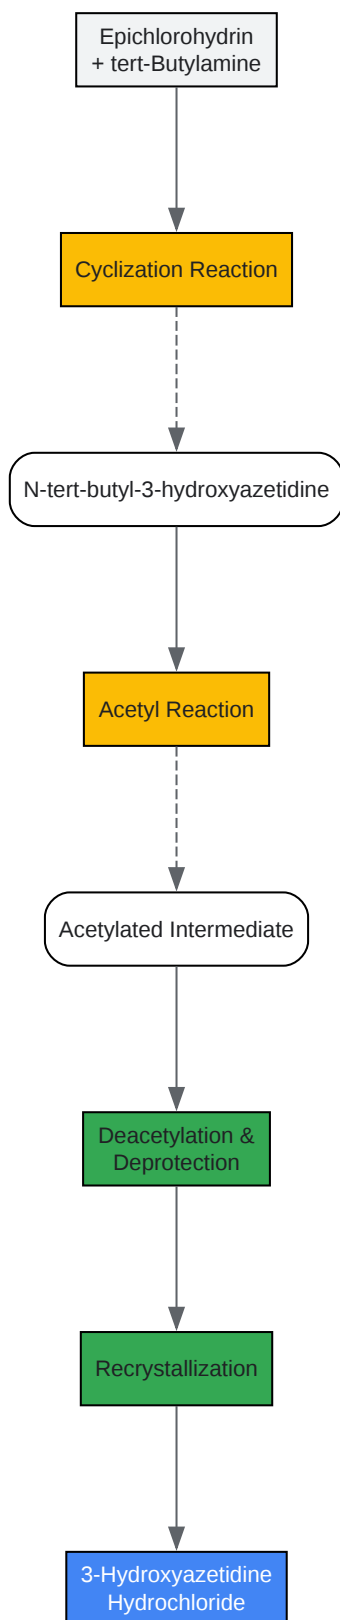 Epichlorohydrin
+ tert-Butylamine
Cyclization Reaction
N-tert-butyl-3-hydroxyazetidine
Acetyl Reaction
Acetylated Intermediate
Deacetylation &
Deprotection
Recrystallization
3-Hydroxyazetidine
Hydrochloride